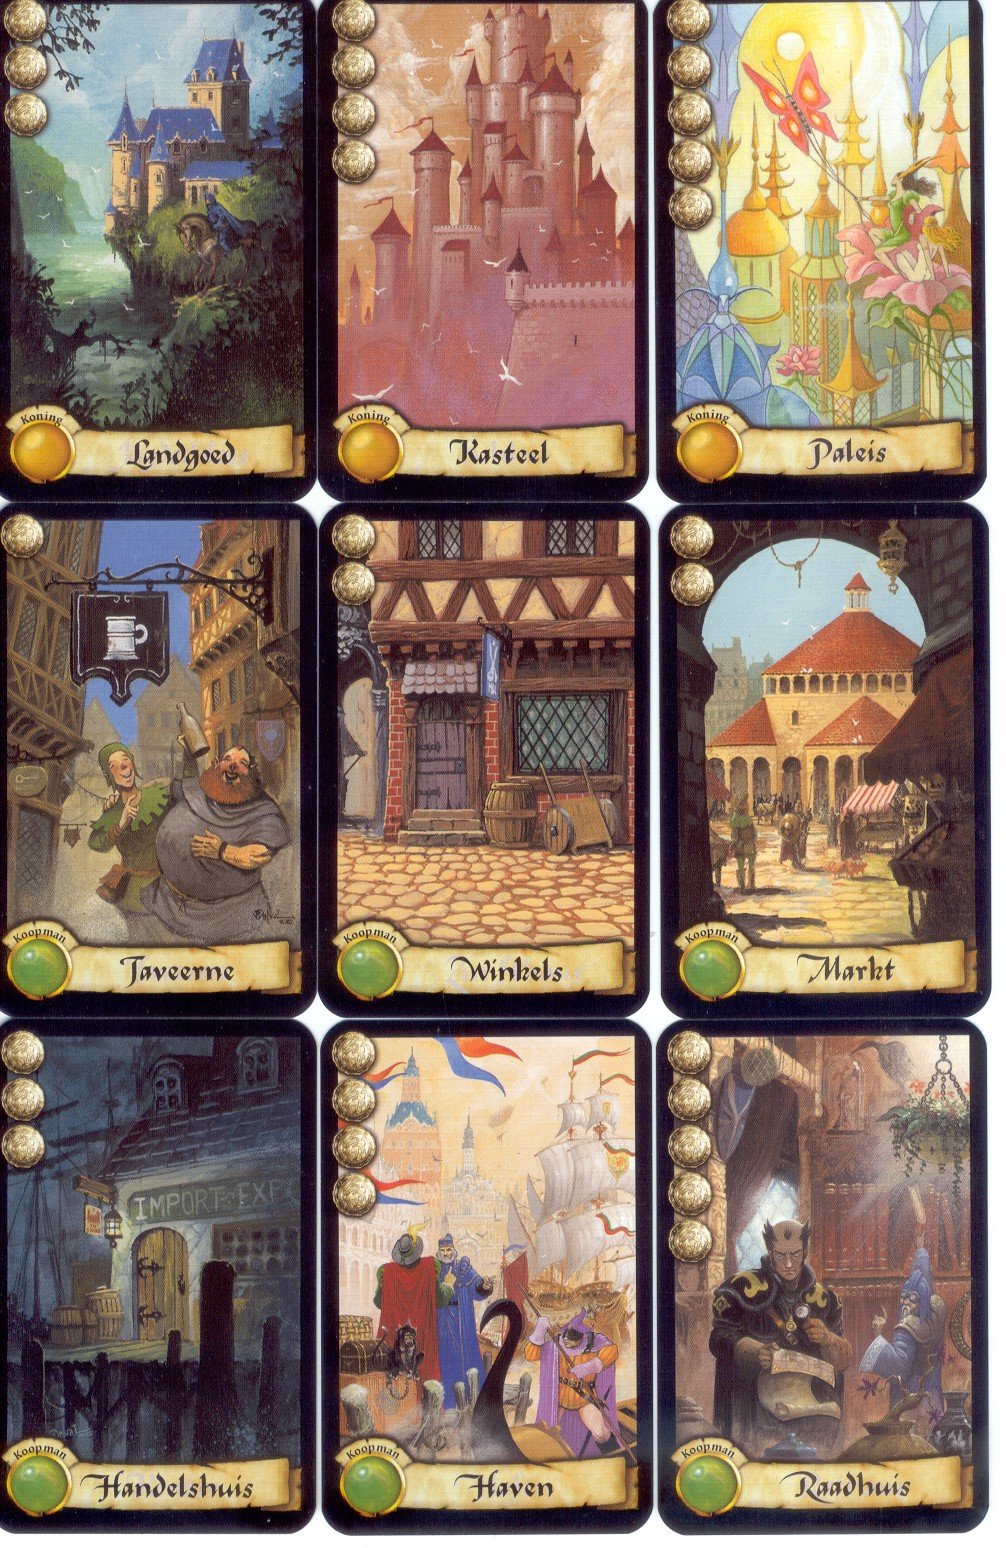 Koning
Landgoed
Koning
Kasteel
Koning
Paleis
Koopman
Taveerne
Koopman
Winkels
Koopman
Markt
IMPORT-EXP
Koopman
Handelshuis
Koopman
Haven
Koopman
Raadhuis